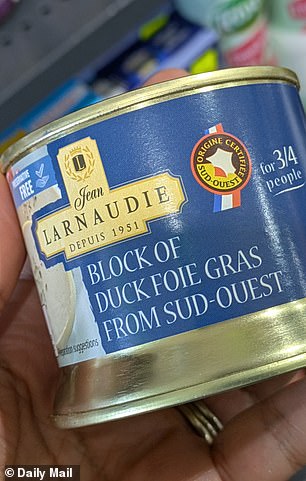 FREE
Jean
LARNAUDIE
DEPUIS 1951
ORIGINE CERTIFIÉE
SUD-OUEST
for 3/4
people
BLOCK OF
DUCK FOIE GRAS
FROM SUD-OUEST
suggestions
© Daily Mail